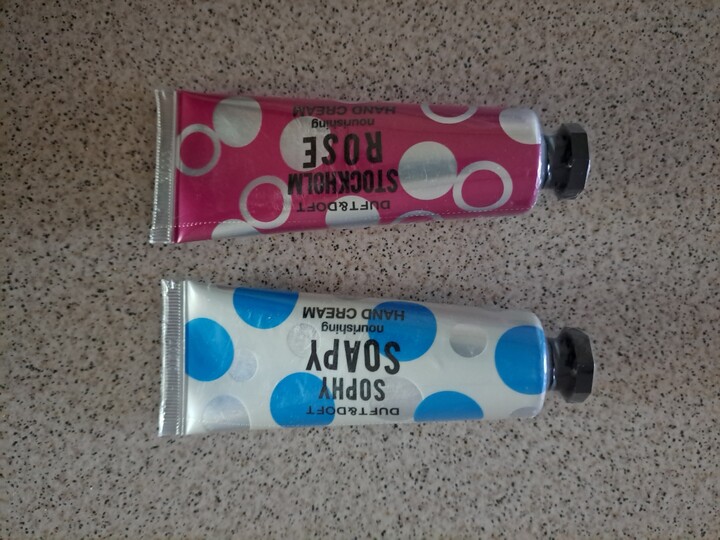 DUFT&DOFT
STOCKHOLM
ROSE
nourishing
HAND CREAM
DUFT&DOFT
SOPHY
SOAPY
nourishing
HAND CREAM